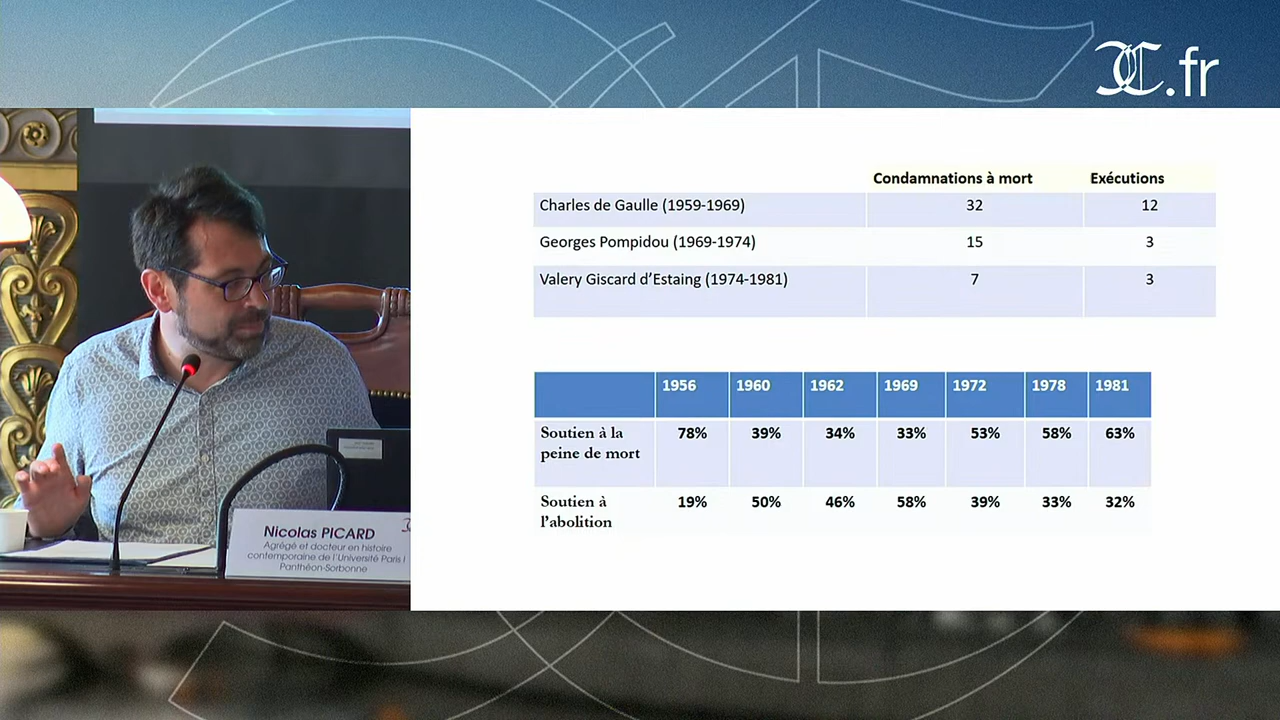 CC.fr
Condamnations à mort Exécutions
Charles de Gaulle (1959-1969) 32 12
Georges Pompidou (1969-1974) 15 3
Valery Giscard d’Estaing (1974-1981) 7 3
1956 1960 1962 1969 1972 1978 1981
Soutien à la
peine de mort 78% 39% 34% 33% 53% 58% 63%
Soutien à
l’abolition 19% 50% 46% 58% 39% 33% 32%
Nicolas PICARD
Agrégé et docteur en histoire
contemporaine de l’Université Paris I
Panthéon-Sorbonne